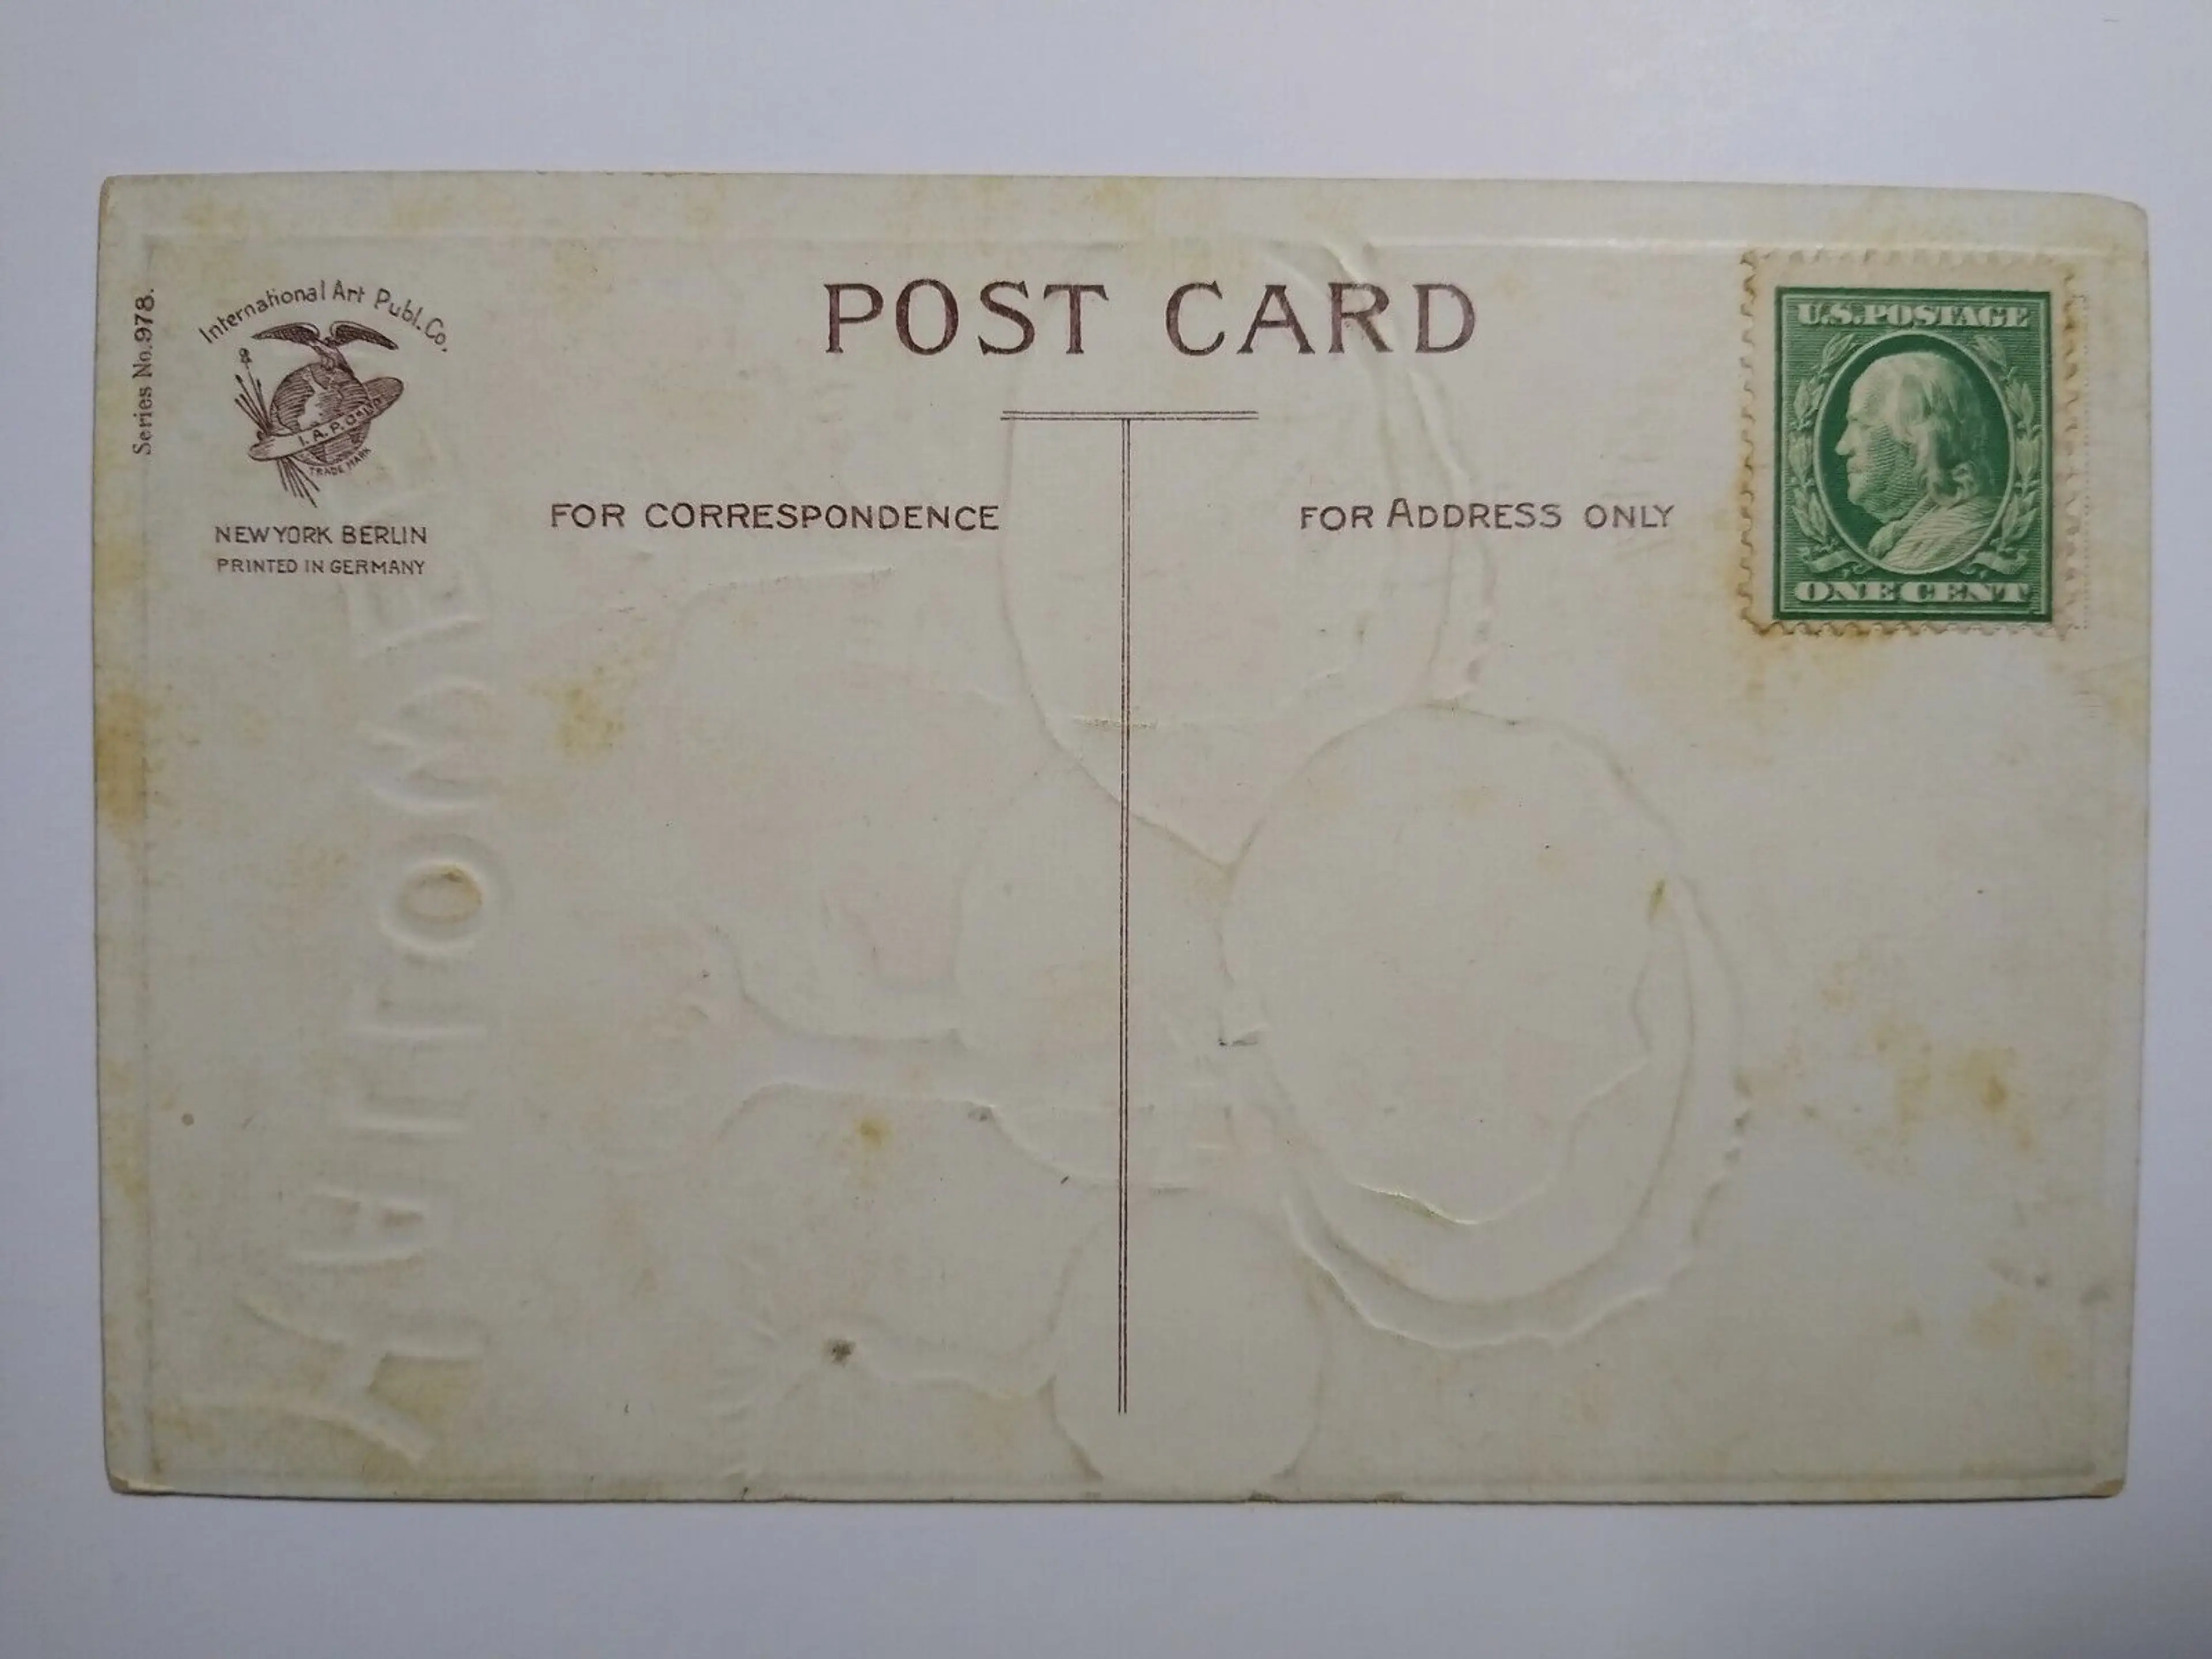 Series No. 978.
International Art Publ. Co.
I. A. P. Co.
TRADE MARK
NEW YORK BERLIN
PRINTED IN GERMANY
POST CARD
FOR CORRESPONDENCE
FOR ADDRESS ONLY
U.S. POSTAGE
ONE CENT